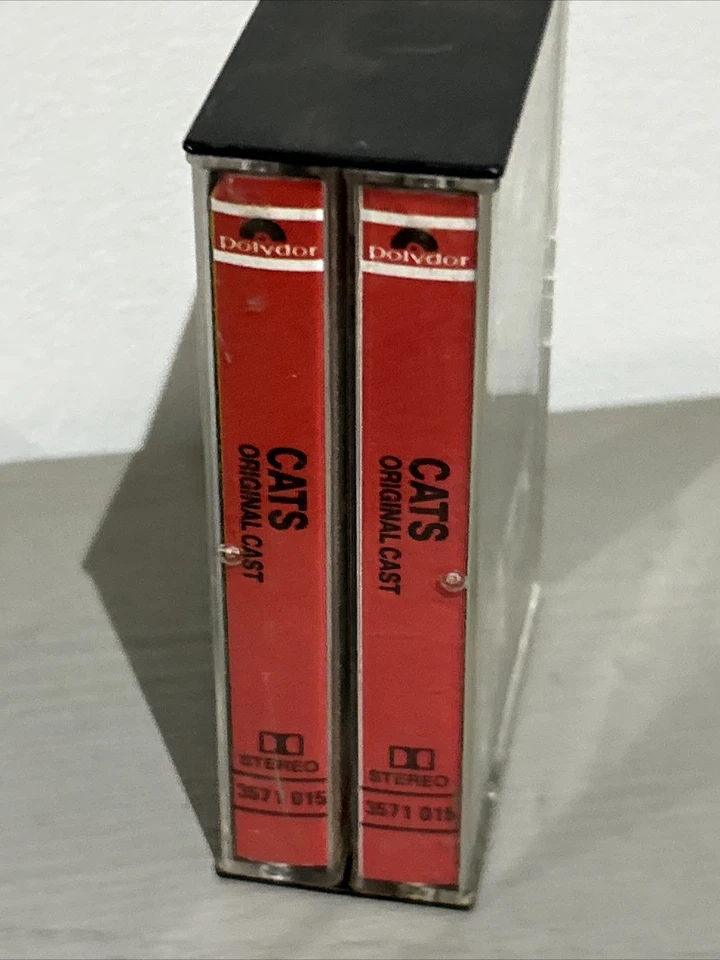 polydor
CATS
ORIGINAL CAST
STEREO
3571 015
polydor
CATS
ORIGINAL CAST
STEREO
3571 015